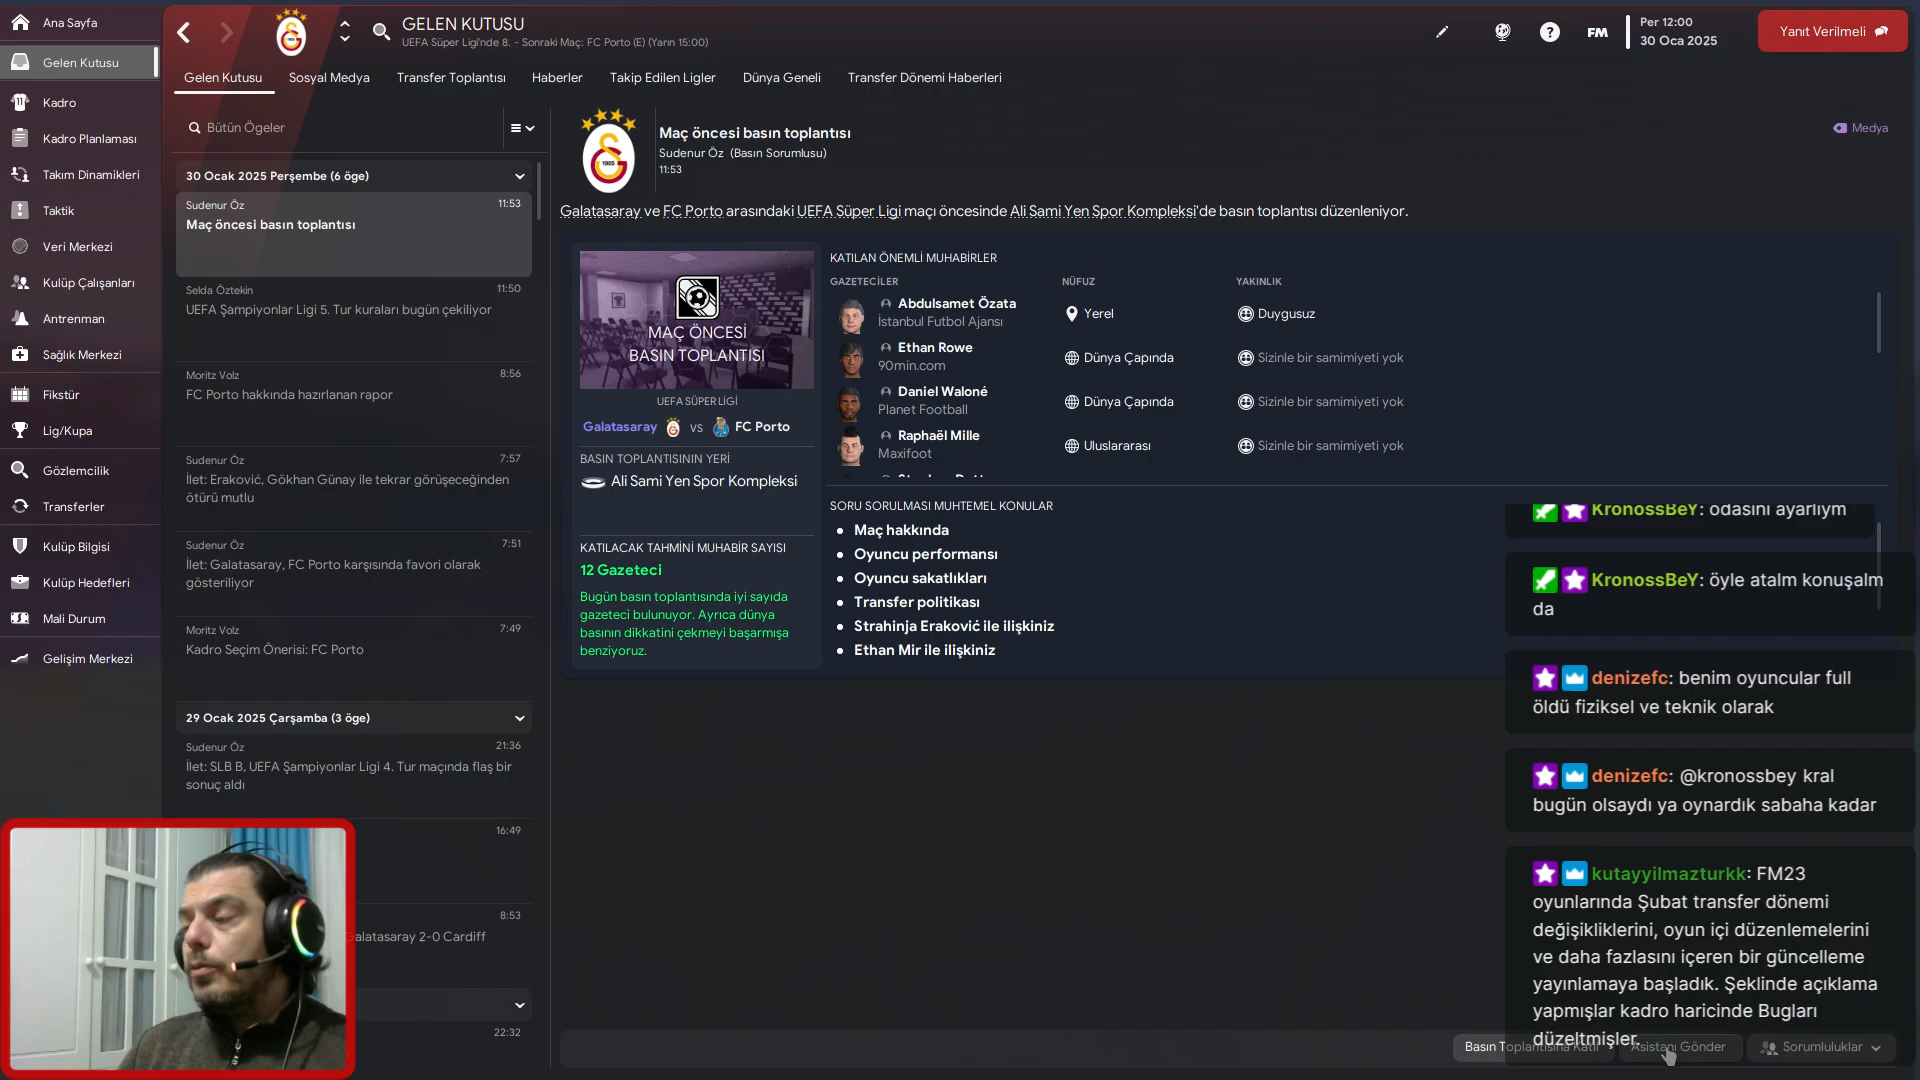 Ana Sayfa
Gelen Kutusu
Kadro
Kadro Planlaması
Takım Dinamikleri
Taktik
Veri Merkezi
Kulüp Çalışanları
Antrenman
Sağlık Merkezi
Fikstür
Lig/Kupa
Gözlemcilik
Transferler
Kulüp Bilgisi
Kulüp Hedefleri
Mali Durum
Gelişim Merkezi
GELEN KUTUSU
UEFA Süper Ligi'nde 8. - Sonraki Maç: FC Porto (E) (Yarın 15:00)
FM
Per 12:00
30 Oca 2025
Yanıt Verilmeli
Gelen Kutusu
Sosyal Medya
Transfer Toplantısı
Haberler
Takip Edilen Ligler
Dünya Geneli
Transfer Dönemi Haberleri
Bütün Ögeler
30 Ocak 2025 Perşembe (6 öge)
Sudenur Öz 11:53
Maç öncesi basın toplantısı
Selda Öztekin 11:50
UEFA Şampiyonlar Ligi 5. Tur kuraları bugün çekiliyor
Moritz Volz 8:56
FC Porto hakkında hazırlanan rapor
Sudenur Öz 7:57
İlet: Eraković, Gökhan Günay ile tekrar görüşeceğinden
ötürü mutlu
Sudenur Öz 7:51
İlet: Galatasaray, FC Porto karşısında favori olarak
gösteriliyor
Moritz Volz 7:49
Kadro Seçim Önerisi: FC Porto
29 Ocak 2025 Çarşamba (3 öge)
Sudenur Öz 21:36
İlet: SLB B, UEFA Şampiyonlar Ligi 4. Tur maçında flaş bir
sonuç aldı
16:49
8:53
Galatasaray 2-0 Cardiff
22:32
1905
Maç öncesi basın toplantısı
Sudenur Öz (Basın Sorumlusu)
11:53
Medya
Galatasaray ve FC Porto arasındaki UEFA Süper Ligi maçı öncesinde Ali Sami Yen Spor Kompleksi'de basın toplantısı düzenleniyor.
MAÇ ÖNCESİ
BASIN TOPLANTISI
UEFA SÜPER LİGİ
Galatasaray VS FC Porto
BASIN TOPLANTISININ YERİ
Ali Sami Yen Spor Kompleksi
KATILACAK TAHMİNİ MUHABİR SAYISI
12 Gazeteci
Bugün basın toplantısında iyi sayıda
gazeteci bulunuyor. Ayrıca dünya
basının dikkatini çekmeyi başarmışa
benziyoruz.
KATILAN ÖNEMLİ MUHABİRLER
GAZETECİLER NÜFUZ YAKINLIK
Abdulsamet Özata
İstanbul Futbol Ajansı
Yerel
Duygusuz
Ethan Rowe
90min.com
Dünya Çapında
Sizinle bir samimiyeti yok
Daniel Waloné
Planet Football
Dünya Çapında
Sizinle bir samimiyeti yok
Raphaël Mille
Maxifoot
Uluslararası
Sizinle bir samimiyeti yok
SORU SORULMASI MUHTEMEL KONULAR
Maç hakkında
Oyuncu performansı
Oyuncu sakatlıkları
Transfer politikası
Strahinja Eraković ile ilişkiniz
Ethan Mir ile ilişkiniz
KronossBeY: odasını ayarlıym
KronossBeY: öyle atalm konuşalm
da
denizefc: benim oyuncular full
öldü fiziksel ve teknik olarak
denizefc: @kronossbey kral
bugün olsaydı ya oynardık sabaha kadar
kutayyilmazturkk: FM23
oyunlarında Şubat transfer dönemi
değişikliklerini, oyun içi düzenlemelerini
ve daha fazlasını içeren bir güncelleme
yayınlamaya başladık. Şeklinde açıklama
yapmışlar kadro haricinde Bugları
düzeltmişler.
Basın Toplantısına Katıl
Asistanı Gönder
Sorumluluklar